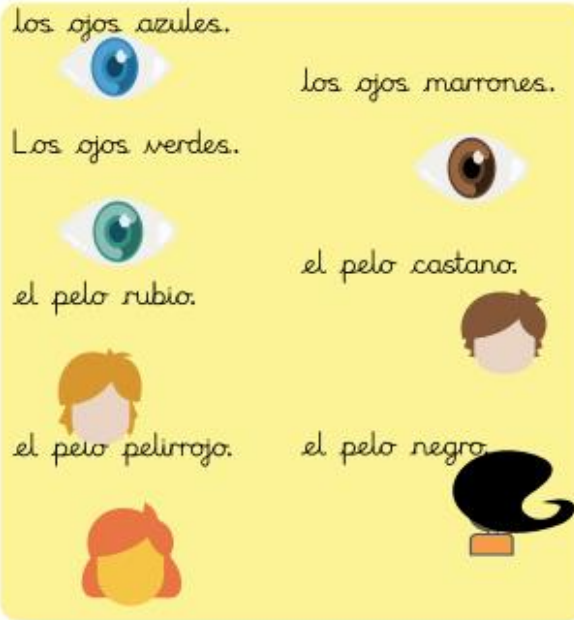 los ojos azules.
los ojos marrones.
Los ojos verdes.
el pelo castano.
el pelo rubio.
el pelo pelirrojo.
el pelo negro.